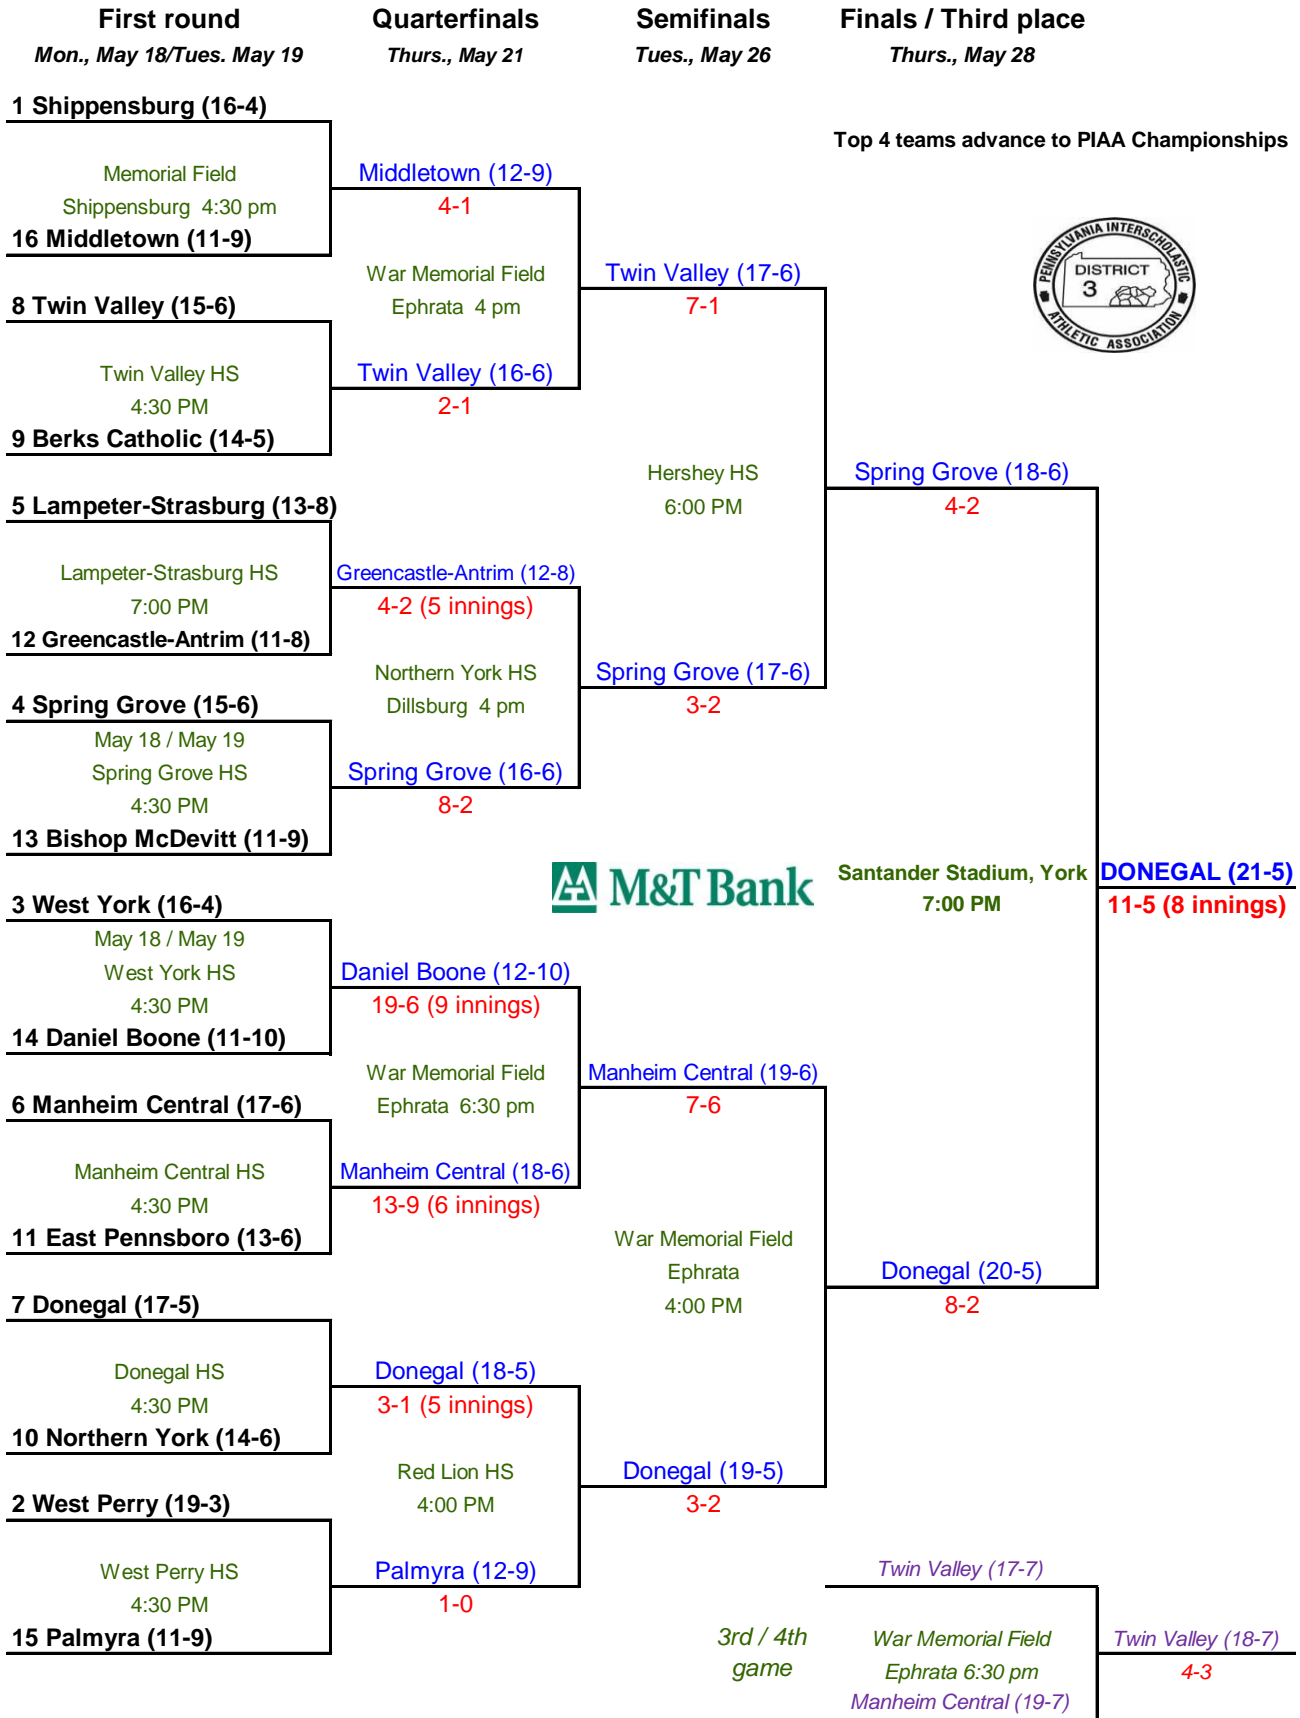 First round
Quarterfinals
Semifinals
Finals / Third place
Mon., May 18/Tues. May 19
Thurs., May 21
Tues., May 26
Thurs., May 28
1 Shippensburg (16-4)
Top 4 teams advance to PIAA Championships
Memorial Field
Shippensburg 4:30 pm
16 Middletown (11-9)
Middletown (12-9)
4-1
PENNSYLVANIA INTERSCHOLASTIC
DISTRICT
3
ATHLETIC ASSOCIATION
War Memorial Field
Ephrata 4 pm
Twin Valley (17-6)
7-1
8 Twin Valley (15-6)
Twin Valley HS
4:30 PM
9 Berks Catholic (14-5)
Twin Valley (16-6)
2-1
Hershey HS
6:00 PM
Spring Grove (18-6)
4-2
5 Lampeter-Strasburg (13-8)
Lampeter-Strasburg HS
7:00 PM
12 Greencastle-Antrim (11-8)
Greencastle-Antrim (12-8)
4-2 (5 innings)
Northern York HS
Dillsburg 4 pm
Spring Grove (17-6)
3-2
4 Spring Grove (15-6)
May 18 / May 19
Spring Grove HS
4:30 PM
13 Bishop McDevitt (11-9)
Spring Grove (16-6)
8-2
M&T Bank
Santander Stadium, York
7:00 PM
DONEGAL (21-5)
11-5 (8 innings)
3 West York (16-4)
May 18 / May 19
West York HS
4:30 PM
14 Daniel Boone (11-10)
Daniel Boone (12-10)
19-6 (9 innings)
War Memorial Field
Ephrata 6:30 pm
Manheim Central (19-6)
7-6
6 Manheim Central (17-6)
Manheim Central HS
4:30 PM
11 East Pennsboro (13-6)
Manheim Central (18-6)
13-9 (6 innings)
War Memorial Field
Ephrata
4:00 PM
Donegal (20-5)
8-2
7 Donegal (17-5)
Donegal HS
4:30 PM
10 Northern York (14-6)
Donegal (18-5)
3-1 (5 innings)
Red Lion HS
4:00 PM
Donegal (19-5)
3-2
2 West Perry (19-3)
West Perry HS
4:30 PM
15 Palmyra (11-9)
Palmyra (12-9)
1-0
Twin Valley (17-7)
3rd / 4th
game
War Memorial Field
Ephrata 6:30 pm
Manheim Central (19-7)
Twin Valley (18-7)
4-3